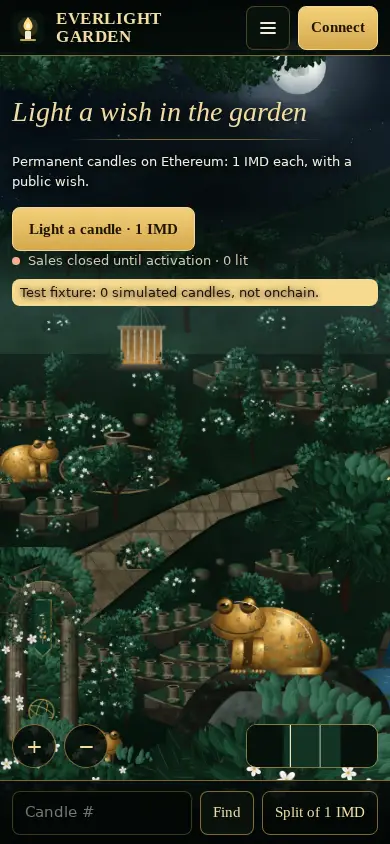 EVERLIGHT
GARDEN
Connect
Light a wish in the garden
Permanent candles on Ethereum: 1 IMD each, with a
public wish.
Light a candle · 1 IMD
Sales closed until activation · 0 lit
Test fixture: 0 simulated candles, not onchain.
+
−
Candle #
Find
Split of 1 IMD